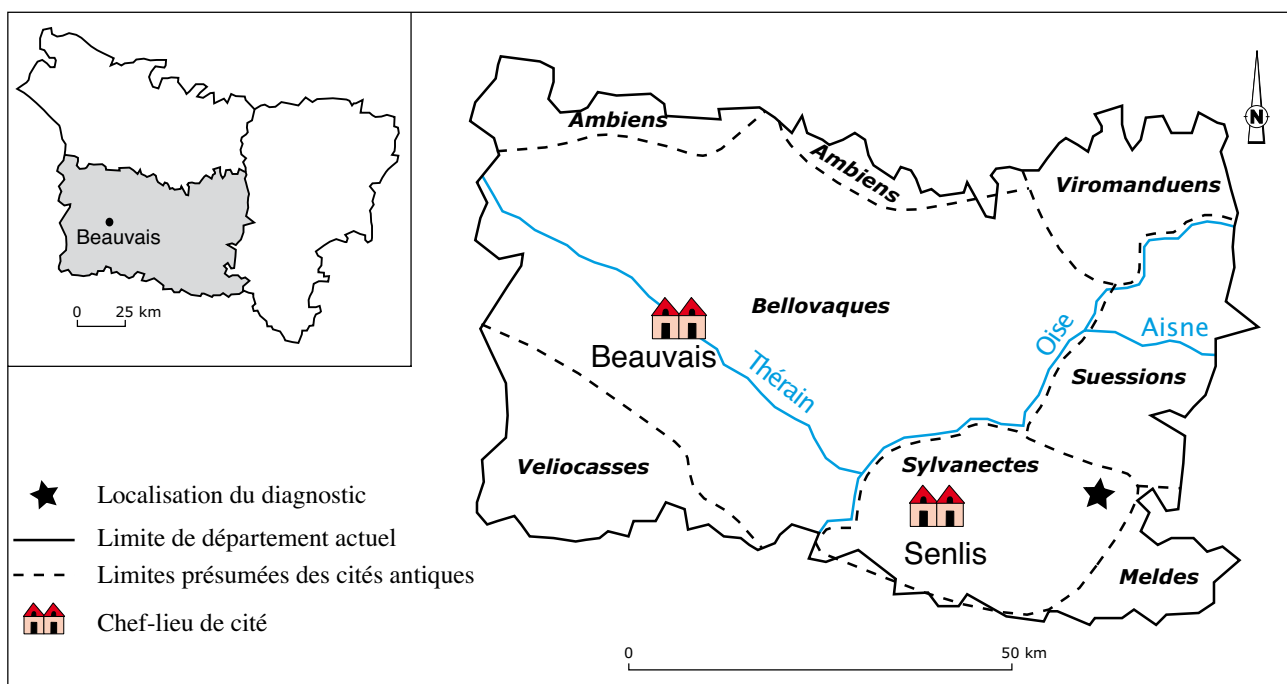 Beauvais
0 25 km
Ambiens
Ambiens
Viromanduens
N
Bellovaques
Beauvais
Thérain
Oise
Aisne
Suessions
Veliocasses
Sylvanectes
Senlis
Meldes
Localisation du diagnostic
Limite de département actuel
Limites présumées des cités antiques
Chef-lieu de cité
0 50 km